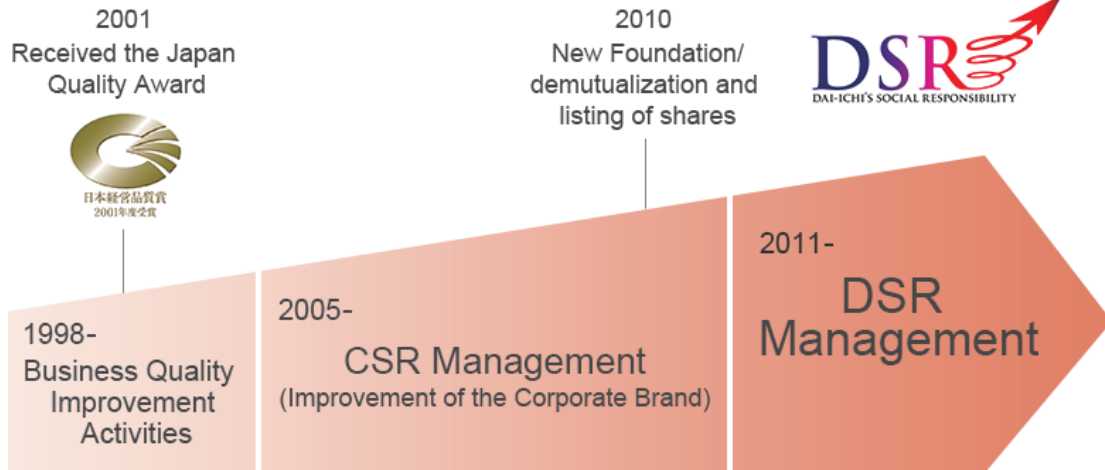 2001
Received the Japan
Quality Award
日本経営品質賞
2001年度受賞
2010
New Foundation/
demutualization and
listing of shares
DSR
DAI-ICHI'S SOCIAL RESPONSIBILITY
1998-
Business Quality
Improvement
Activities
2005-
CSR Management
(Improvement of the Corporate Brand)
2011-
DSR
Management